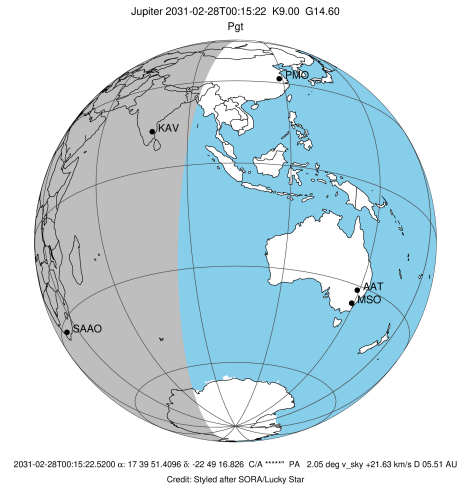 Jupiter 2031-02-28T00:15:22 K9.00 G14.60
Pgt
PMO
KAV
AAT
MSO
SAAO
2031-02-28T00:15:22.5200 α: 17 39 51.4096 δ: -22 49 16.826 C/A *****" PA 2.05 deg v_sky +21.63 km/s D 05.51 AU
Credit: Styled after SORA/Lucky Star